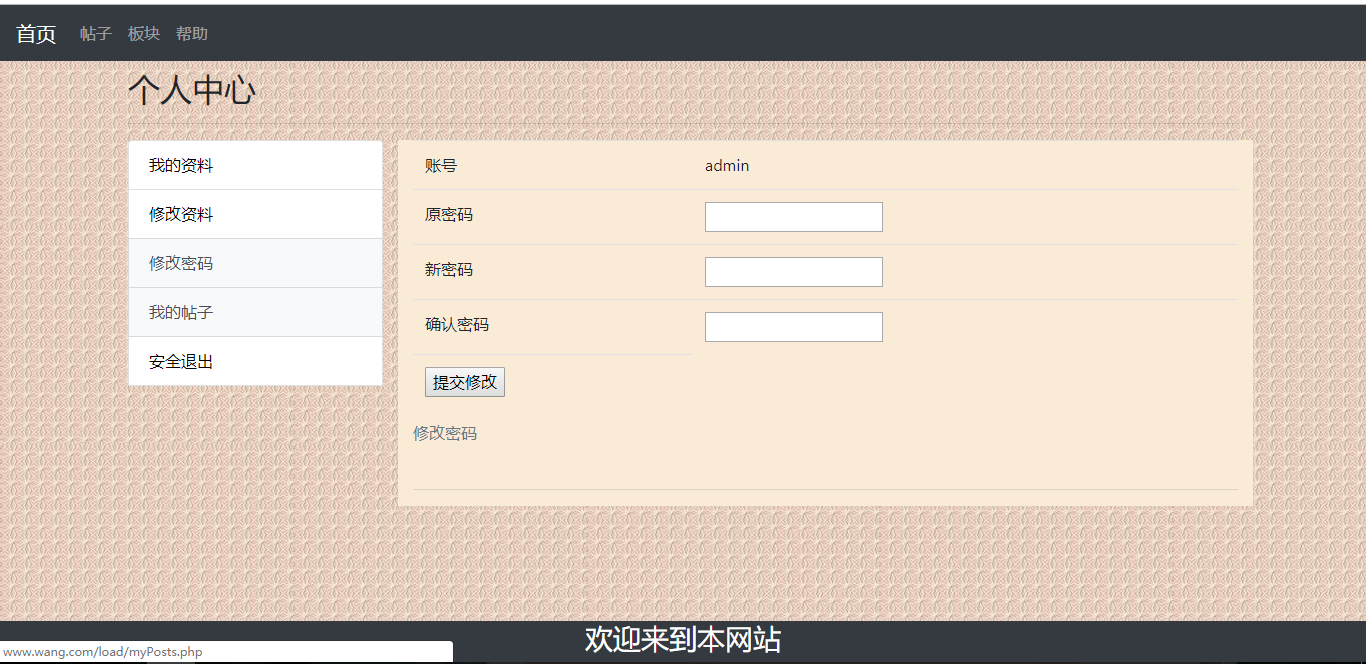 首页 帖子 板块 帮助
个人中心
我的资料
修改资料
修改密码
我的帖子
安全退出
账号 admin
原密码
新密码
确认密码
提交修改
修改密码
欢迎来到本网站
www.wang.com/load/myPosts.php